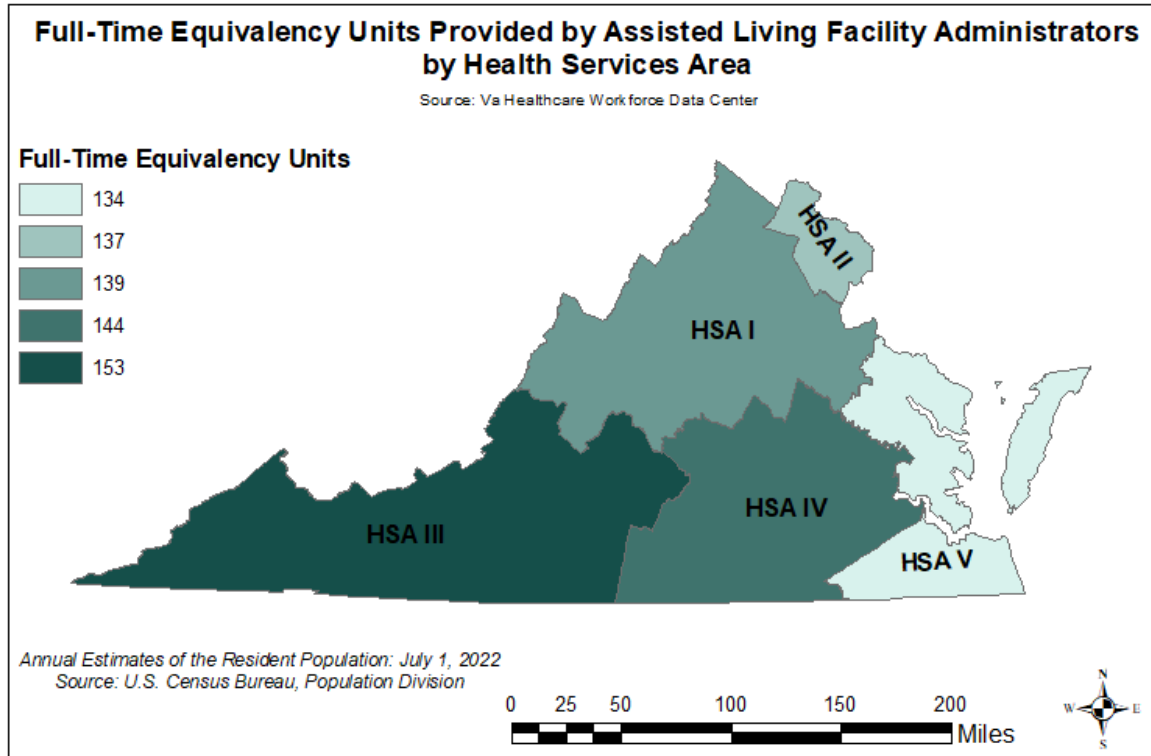 Full-Time Equivalency Units Provided by Assisted Living Facility Administrators
by Health Services Area
Source: Va Healthcare Workforce Data Center
Full-Time Equivalency Units
134
137
139
144
153
HSA II
HSA I
HSA III
HSA IV
HSA V
Annual Estimates of the Resident Population: July 1, 2022
Source: U.S. Census Bureau, Population Division
0 25 50 100 150 200
Miles
N
W E
S